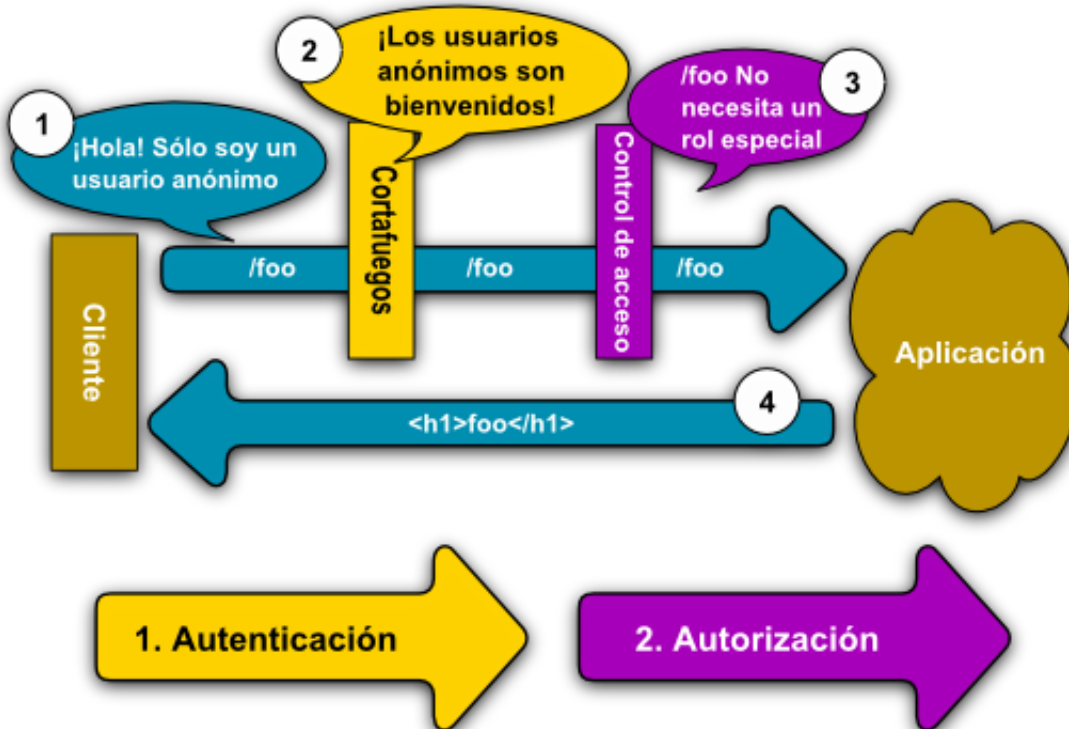 1
¡Hola! Sólo soy un
usuario anónimo
2
¡Los usuarios
anónimos son
bienvenidos!
3
/foo No
necesita un
rol especial
Cliente
/foo
Cortafuegos
/foo
Control de acceso
/foo
Aplicación
4
<h1>foo</h1>
1. Autenticación
2. Autorización